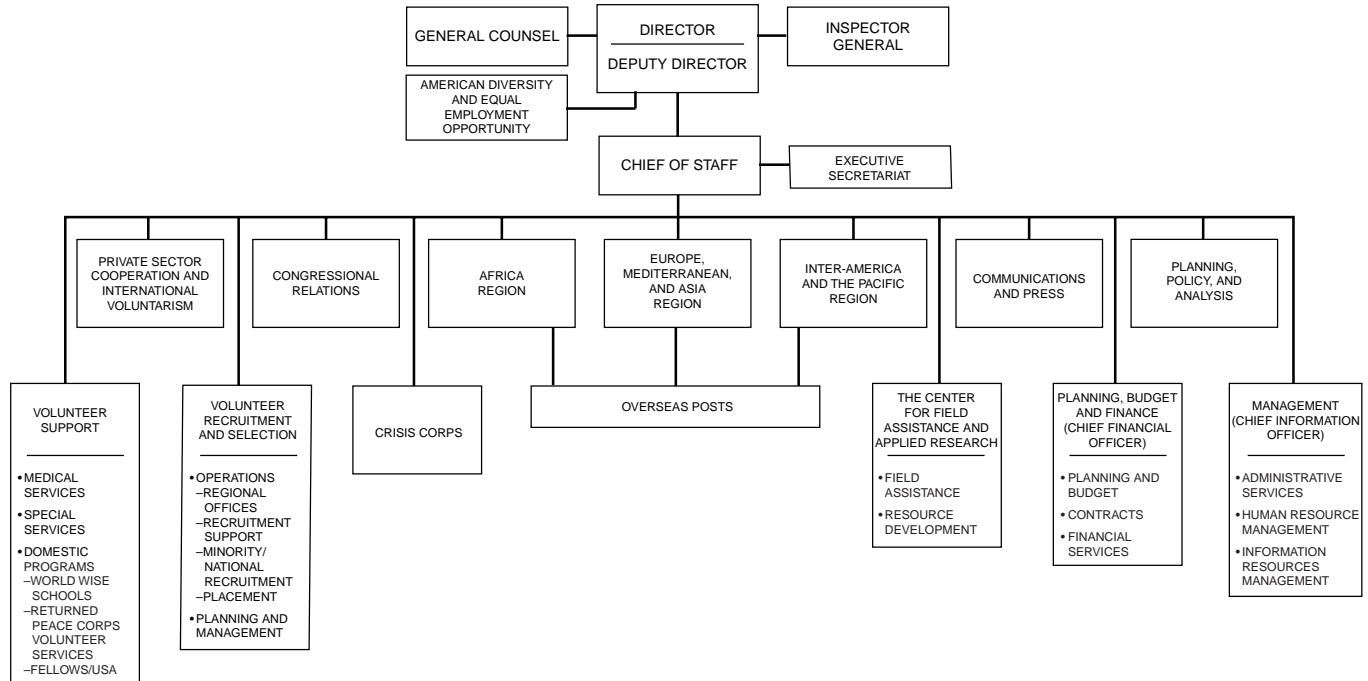 GENERAL COUNSEL
DIRECTOR
DEPUTY DIRECTOR
INSPECTOR
GENERAL
AMERICAN DIVERSITY
AND EQUAL
EMPLOYMENT
OPPORTUNITY
CHIEF OF STAFF
EXECUTIVE
SECRETARIAT
PRIVATE SECTOR
COOPERATION AND
INTERNATIONAL
VOLUNTARISM
CONGRESSIONAL
RELATIONS
AFRICA
REGION
EUROPE,
MEDITERRANEAN,
AND ASIA
REGION
INTER-AMERICA
AND THE PACIFIC
REGION
COMMUNICATIONS
AND PRESS
PLANNING,
POLICY, AND
ANALYSIS
VOLUNTEER
SUPPORT
•MEDICAL
SERVICES
•SPECIAL
SERVICES
•DOMESTIC
PROGRAMS
–WORLD WISE
SCHOOLS
–RETURNED
PEACE CORPS
VOLUNTEER
SERVICES
–FELLOWS/USA
VOLUNTEER
RECRUITMENT
AND SELECTION
•OPERATIONS
–REGIONAL
OFFICES
–RECRUITMENT
SUPPORT
–MINORITY/
NATIONAL
RECRUITMENT
–PLACEMENT
•PLANNING AND
MANAGEMENT
CRISIS CORPS
OVERSEAS POSTS
THE CENTER
FOR FIELD
ASSISTANCE AND
APPLIED RESEARCH
•FIELD
ASSISTANCE
•RESOURCE
DEVELOPMENT
PLANNING, BUDGET
AND FINANCE
(CHIEF FINANCIAL
OFFICER)
•PLANNING AND
BUDGET
•CONTRACTS
•FINANCIAL
SERVICES
MANAGEMENT
(CHIEF INFORMATION
OFFICER)
•ADMINISTRATIVE
SERVICES
•HUMAN RESOURCE
MANAGEMENT
•INFORMATION
RESOURCES
MANAGEMENT